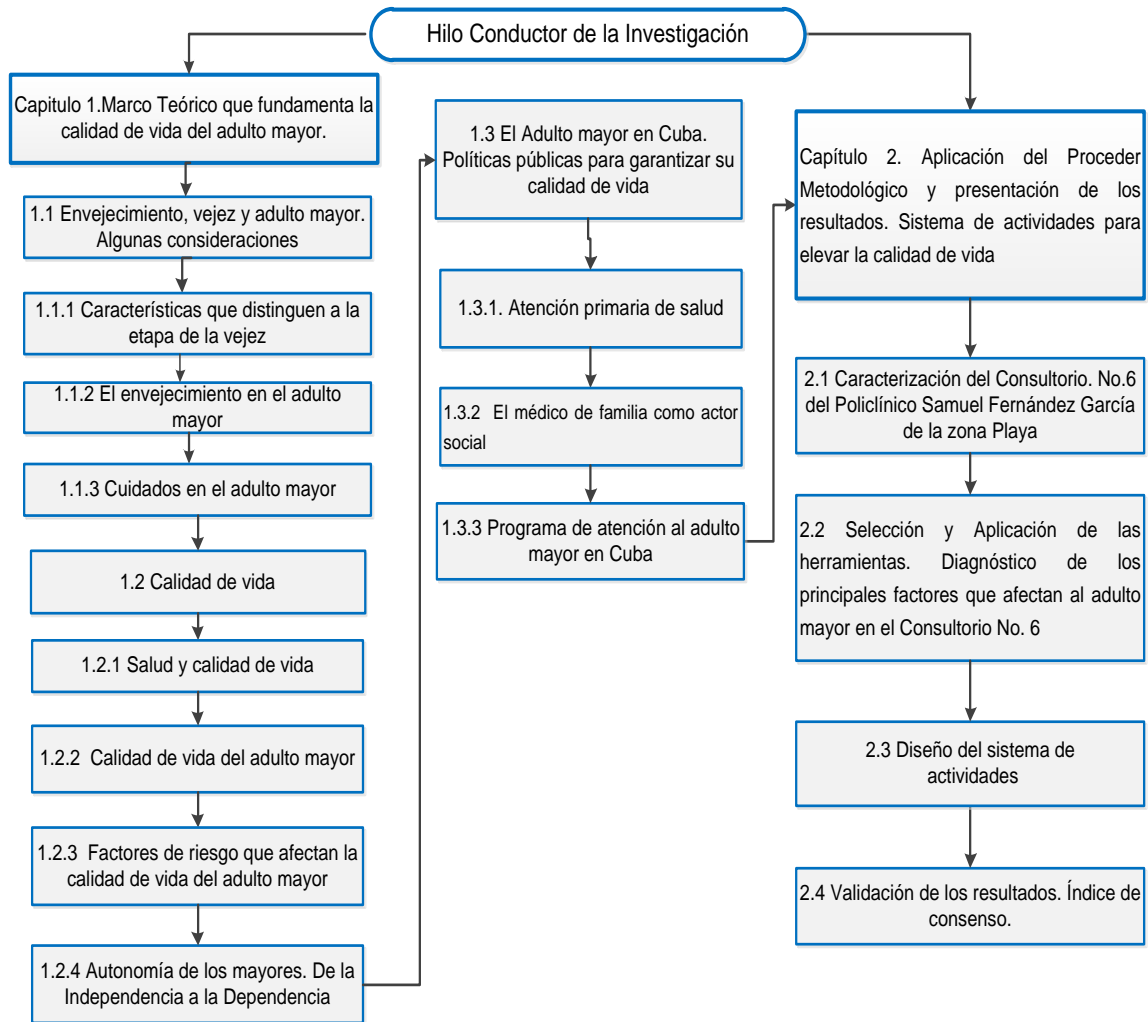 Hilo Conductor de la Investigación
Capitulo 1.Marco Teórico que fundamenta la
calidad de vida del adulto mayor.
1.1 Envejecimiento, vejez y adulto mayor.
Algunas consideraciones
1.1.1 Características que distinguen a la
etapa de la vejez
1.1.2 El envejecimiento en el adulto
mayor
1.1.3 Cuidados en el adulto mayor
1.2 Calidad de vida
1.2.1 Salud y calidad de vida
1.2.2 Calidad de vida del adulto mayor
1.2.3 Factores de riesgo que afectan la
calidad de vida del adulto mayor
1.2.4 Autonomía de los mayores. De la
Independencia a la Dependencia
1.3 El Adulto mayor en Cuba.
Políticas públicas para garantizar su
calidad de vida
1.3.1. Atención primaria de salud
1.3.2 El médico de familia como actor
social
1.3.3 Programa de atención al adulto
mayor en Cuba
Capítulo 2. Aplicación del Proceder
Metodológico y presentación de los
resultados. Sistema de actividades para
elevar la calidad de vida
2.1 Caracterización del Consultorio. No.6
del Policlínico Samuel Fernández García
de la zona Playa
2.2 Selección y Aplicación de las
herramientas. Diagnóstico de los
principales factores que afectan al adulto
mayor en el Consultorio No. 6
2.3 Diseño del sistema de
actividades
2.4 Validación de los resultados. Índice de
consenso.